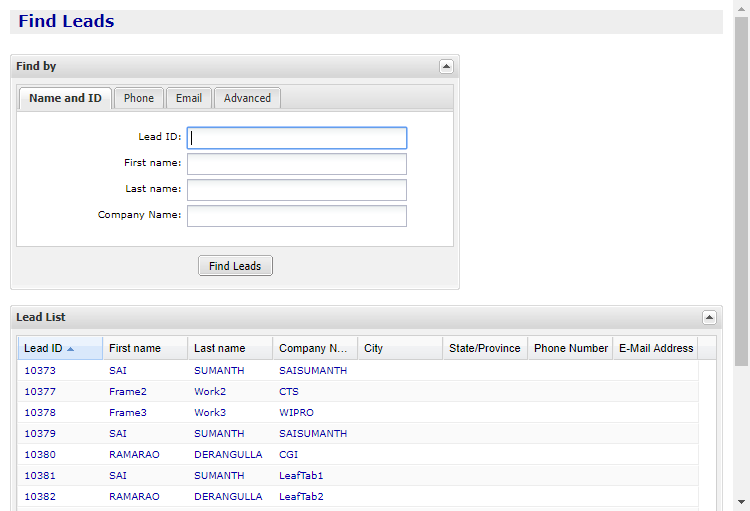 Find Leads
Find by
Name and ID Phone Email Advanced
Lead ID:
First name:
Last name:
Company Name:
Find Leads
Lead List
Lead ID First name Last name Company N... City State/Province Phone Number E-Mail Address
10373 SAI SUMANTH SAISUMANTH
10377 Frame2 Work2 CTS
10378 Frame3 Work3 WIPRO
10379 SAI SUMANTH SAISUMANTH
10380 RAMARAO DERANGULLA CGI
10381 SAI SUMANTH LeafTab1
10382 RAMARAO DERANGULLA LeafTab2